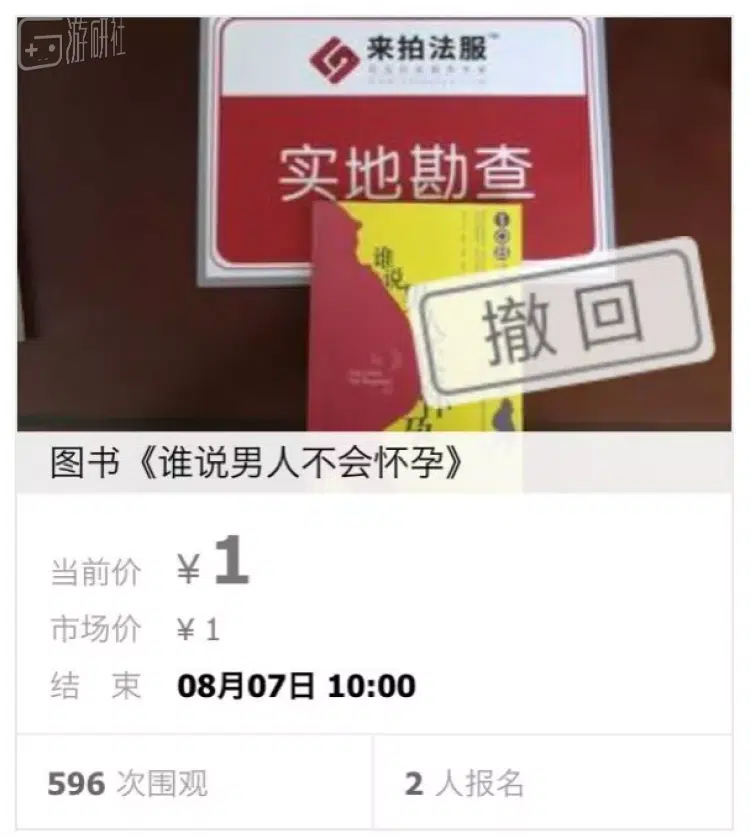 游研社
来拍法服
实地勘查
谁说
撤回
图书《谁说男人不会怀孕》
当前价 ¥ 1
市场价 ¥ 1
结 束 08月07日 10:00
596 次围观
2 人报名